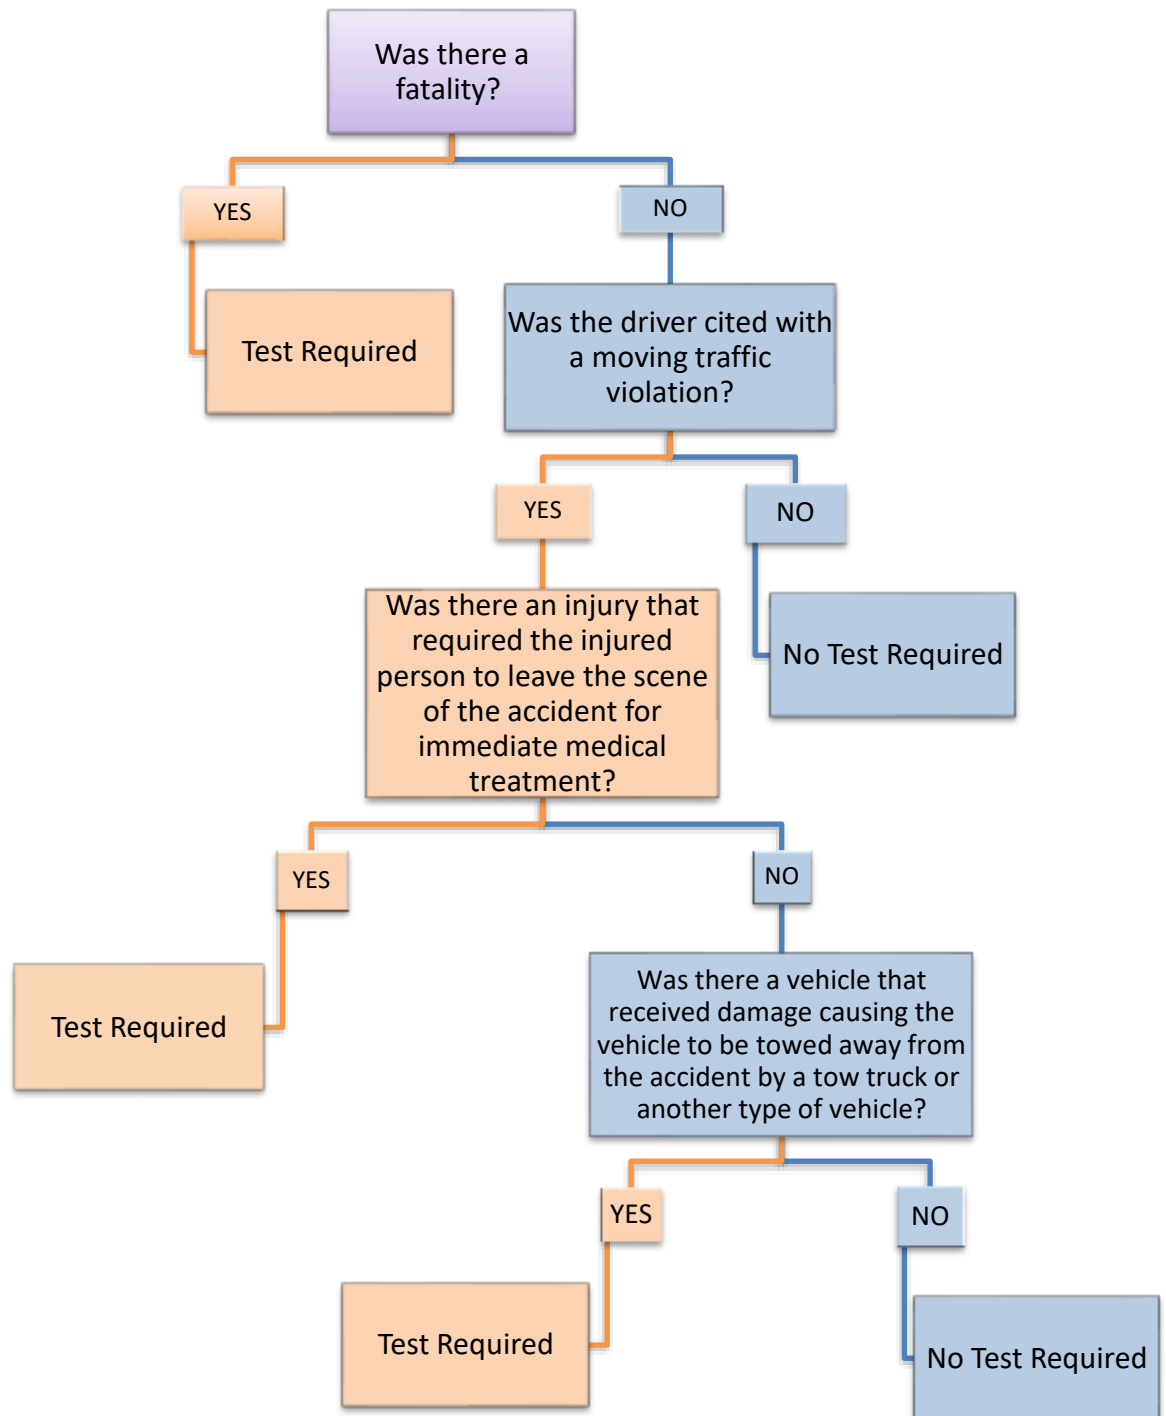 Was there a
fatality?
YES
NO
Test Required
Was the driver cited with
a moving traffic
violation?
YES
NO
Was there an injury that
required the injured
person to leave the scene
of the accident for
immediate medical
treatment?
No Test Required
YES
NO
Test Required
Was there a vehicle that
received damage causing the
vehicle to be towed away from
the accident by a tow truck or
another type of vehicle?
YES
NO
Test Required
No Test Required